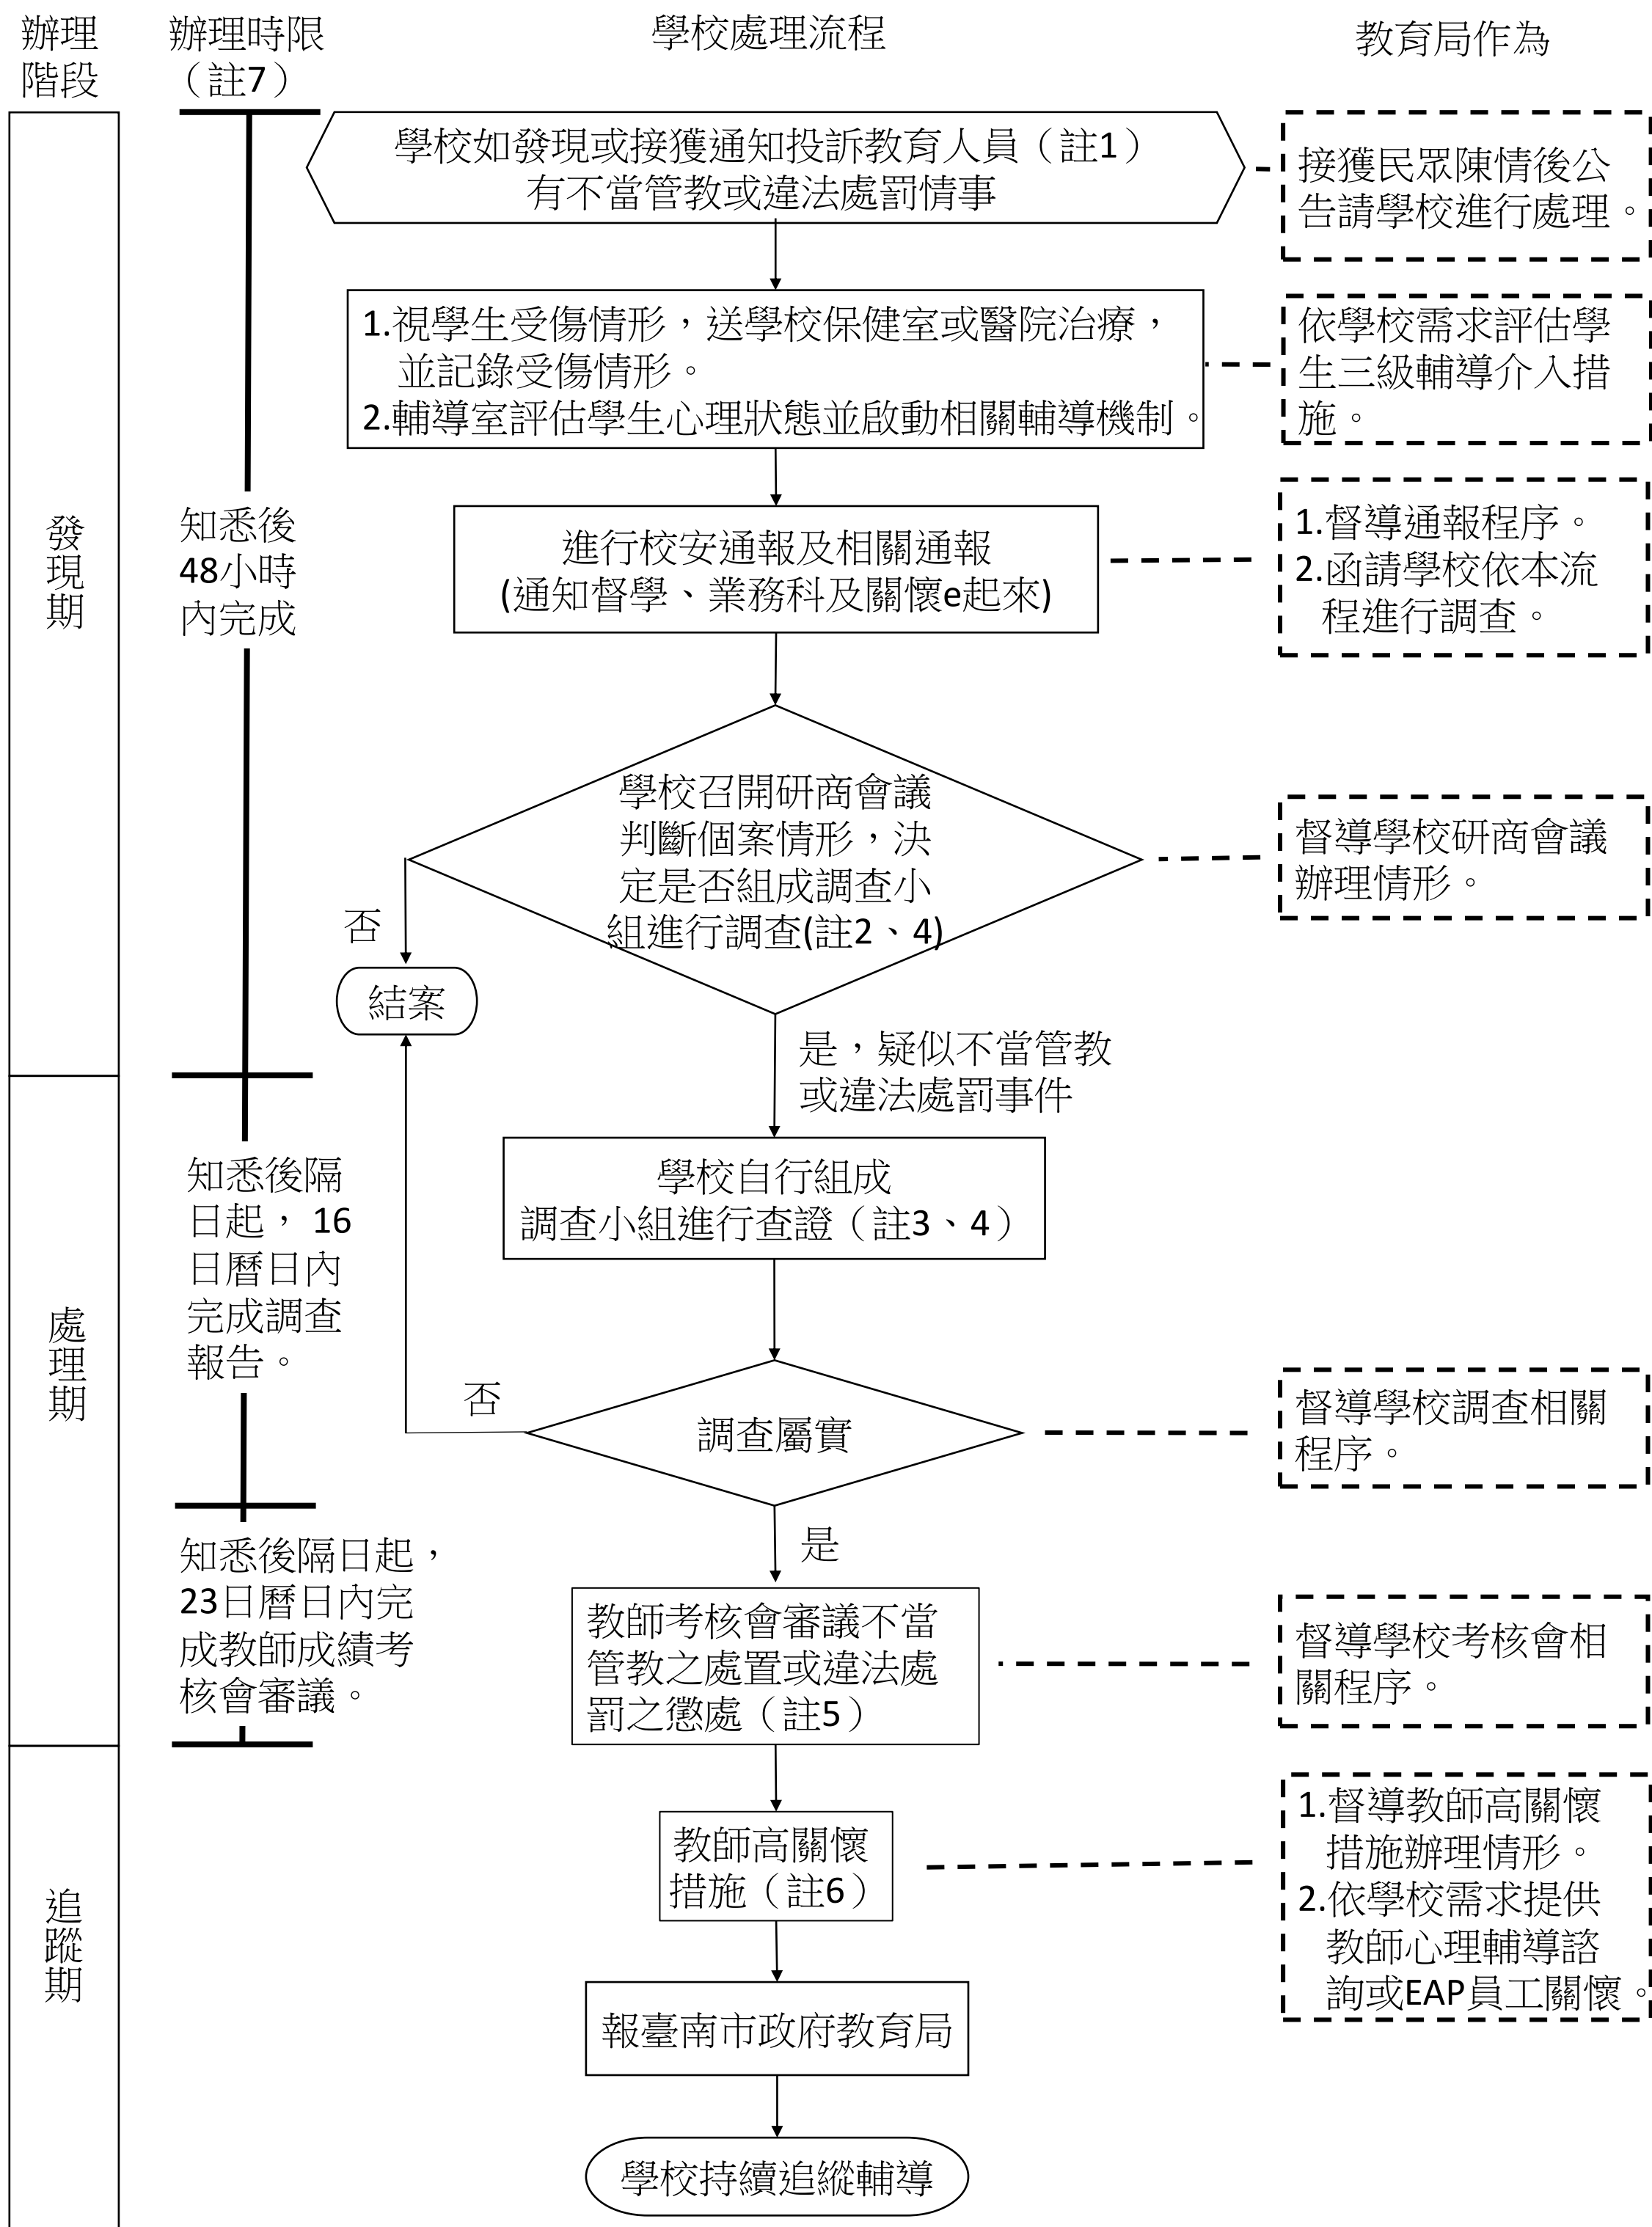 辦理
階段
辦理時限
（註7）
學校處理流程
教育局作為
發現期
知悉後
48小時
內完成
學校如發現或接獲通知投訴教育人員（註1）
有不當管教或違法處罰情事
接獲民眾陳情後公
告請學校進行處理。
1.視學生受傷情形，送學校保健室或醫院治療，
並記錄受傷情形。
2.輔導室評估學生心理狀態並啟動相關輔導機制。
依學校需求評估學
生三級輔導介入措
施。
進行校安通報及相關通報
(通知督學、業務科及關懷e起來)
1.督導通報程序。
2.函請學校依本流
程進行調查。
學校召開研商會議
判斷個案情形，決
定是否組成調查小
組進行調查(註2、4)
督導學校研商會議
辦理情形。
否
結案
是，疑似不當管教
或違法處罰事件
處理期
知悉後隔
日起， 16
日曆日內
完成調查
報告。
學校自行組成
調查小組進行查證（註3、4）
否
調查屬實
督導學校調查相關
程序。
是
知悉後隔日起，
23日曆日內完
成教師成績考
核會審議。
教師考核會審議不當
管教之處置或違法處
罰之懲處（註5）
督導學校考核會相
關程序。
追蹤期
教師高關懷
措施（註6）
1.督導教師高關懷
措施辦理情形。
2.依學校需求提供
教師心理輔導諮
詢或EAP員工關懷。
報臺南市政府教育局
學校持續追縱輔導